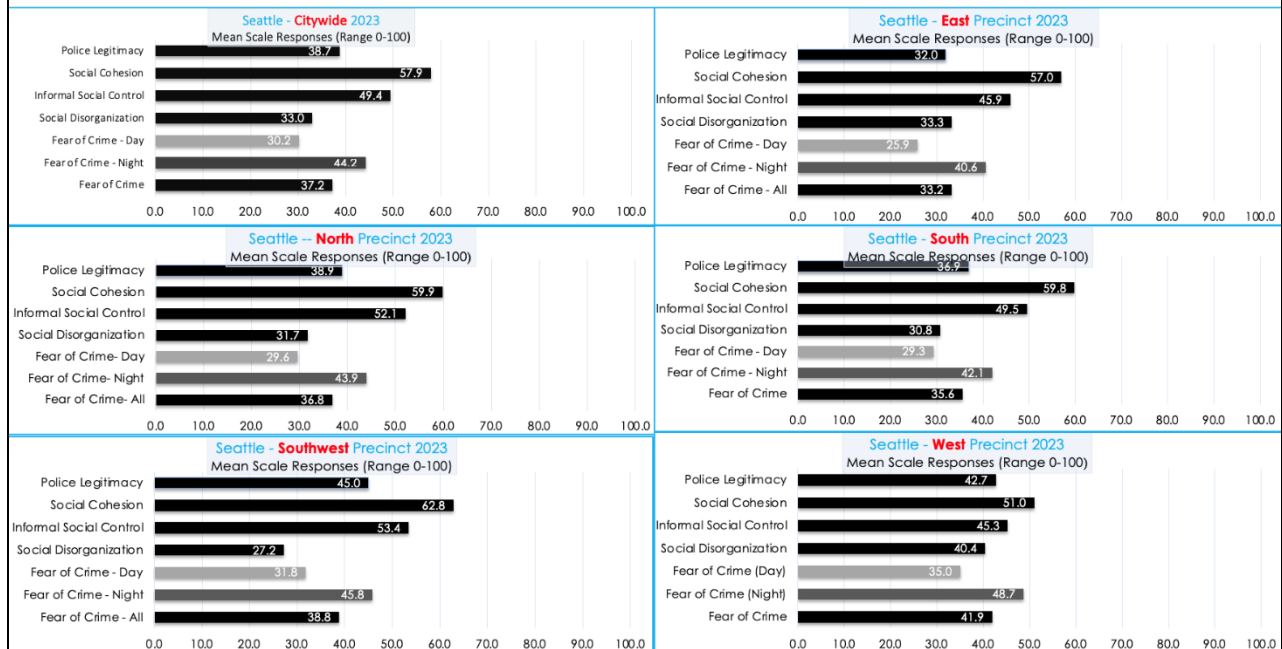 Seattle - Citywide 2023
Mean Scale Responses (Range 0-100)
Police Legitimacy 38.7
Social Cohesion 57.9
Informal Social Control 49.4
Social Disorganization 33.0
Fear of Crime - Day 30.2
Fear of Crime - Night 44.2
Fear of Crime 37.2
0.0 10.0 20.0 30.0 40.0 50.0 60.0 70.0 80.0 90.0 100.0
Seattle - East Precinct 2023
Mean Scale Responses (Range 0-100)
Police Legitimacy 32.0
Social Cohesion 57.0
Informal Social Control 45.9
Social Disorganization 33.3
Fear of Crime - Day 25.9
Fear of Crime - Night 40.6
Fear of Crime - All 33.2
0.0 10.0 20.0 30.0 40.0 50.0 60.0 70.0 80.0 90.0 100.0
Seattle -- North Precinct 2023
Mean Scale Responses (Range 0-100)
Police Legitimacy 38.9
Social Cohesion 59.9
Informal Social Control 52.1
Social Disorganization 31.7
Fear of Crime- Day 29.6
Fear of Crime- Night 43.9
Fear of Crime- All 36.8
0.0 10.0 20.0 30.0 40.0 50.0 60.0 70.0 80.0 90.0 100.0
Seattle - South Precinct 2023
Mean Scale Responses (Range 0-100)
Police Legitimacy 36.9
Social Cohesion 59.8
Informal Social Control 49.5
Social Disorganization 30.8
Fear of Crime - Day 29.3
Fear of Crime - Night 42.1
Fear of Crime 35.6
0.0 10.0 20.0 30.0 40.0 50.0 60.0 70.0 80.0 90.0 100.0
Seattle - Southwest Precinct 2023
Mean Scale Responses (Range 0-100)
Police Legitimacy 45.0
Social Cohesion 62.8
Informal Social Control 53.4
Social Disorganization 27.2
Fear of Crime - Day 31.8
Fear of Crime - Night 45.8
Fear of Crime - All 38.8
0.0 10.0 20.0 30.0 40.0 50.0 60.0 70.0 80.0 90.0 100.0
Seattle - West Precinct 2023
Mean Scale Responses (Range 0-100)
Police Legitimacy 42.7
Social Cohesion 51.0
Informal Social Control 45.3
Social Disorganization 40.4
Fear of Crime (Day) 35.0
Fear of Crime (Night) 48.7
Fear of Crime 41.9
0.0 10.0 20.0 30.0 40.0 50.0 60.0 70.0 80.0 90.0 100.0